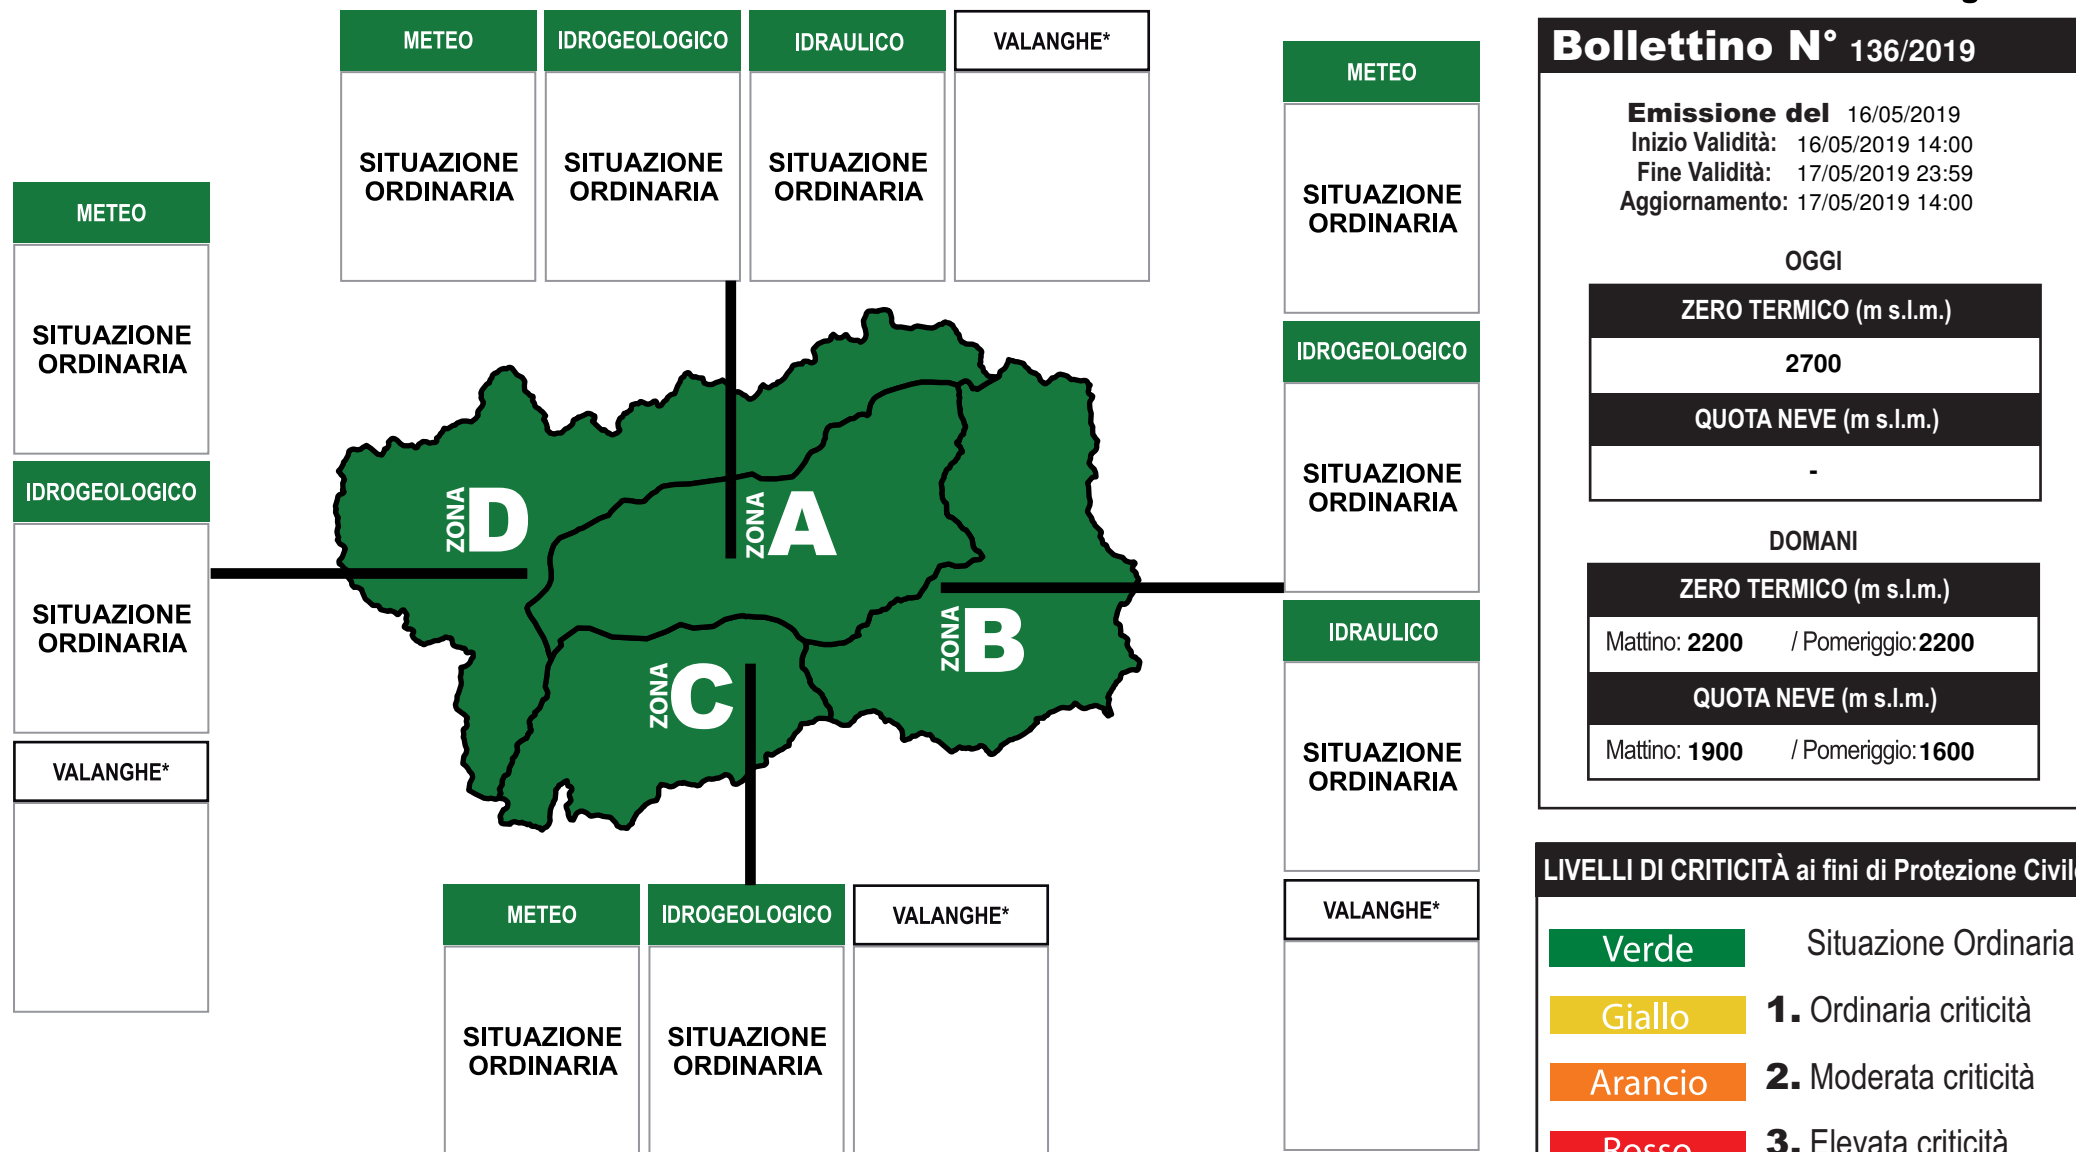 METEO IDROGEOLOGICO IDRAULICO VALANGHE*
SITUAZIONE ORDINARIA
SITUAZIONE ORDINARIA
SITUAZIONE ORDINARIA
METEO
SITUAZIONE
ORDINARIA
IDROGEOLOGICO
SITUAZIONE
ORDINARIA
VALANGHE*
ZONA D
ZONA A
ZONA B
ZONA C
METEO
SITUAZIONE
ORDINARIA
IDROGEOLOGICO
SITUAZIONE
ORDINARIA
IDRAULICO
SITUAZIONE
ORDINARIA
VALANGHE*
METEO IDROGEOLOGICO VALANGHE*
SITUAZIONE ORDINARIA
SITUAZIONE ORDINARIA
Bollettino N° 136/2019
Emissione del 16/05/2019
Inizio Validità: 16/05/2019 14:00
Fine Validità: 17/05/2019 23:59
Aggiornamento: 17/05/2019 14:00
OGGI
ZERO TERMICO (m s.l.m.)
2700
QUOTA NEVE (m s.l.m.)
-
DOMANI
ZERO TERMICO (m s.l.m.)
Mattino: 2200 / Pomeriggio: 2200
QUOTA NEVE (m s.l.m.)
Mattino: 1900 / Pomeriggio: 1600
LIVELLI DI CRITICITÀ ai fini di Protezione Civile
Verde Situazione Ordinaria
Giallo 1. Ordinaria criticità
Arancio 2. Moderata criticità
Rosso 3. Elevata criticità